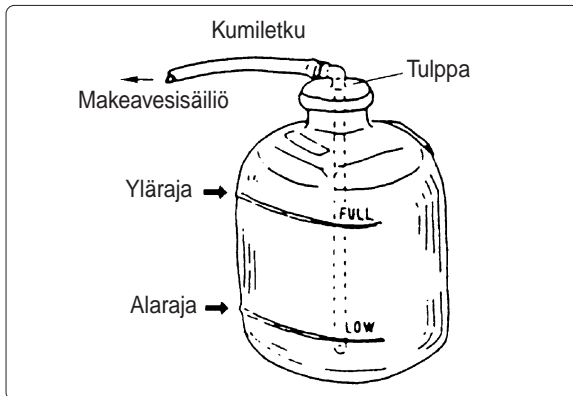 Kumiletku
Tulppa
Makeavesisäiliö
Yläraja
FULL
Alaraja
LOW